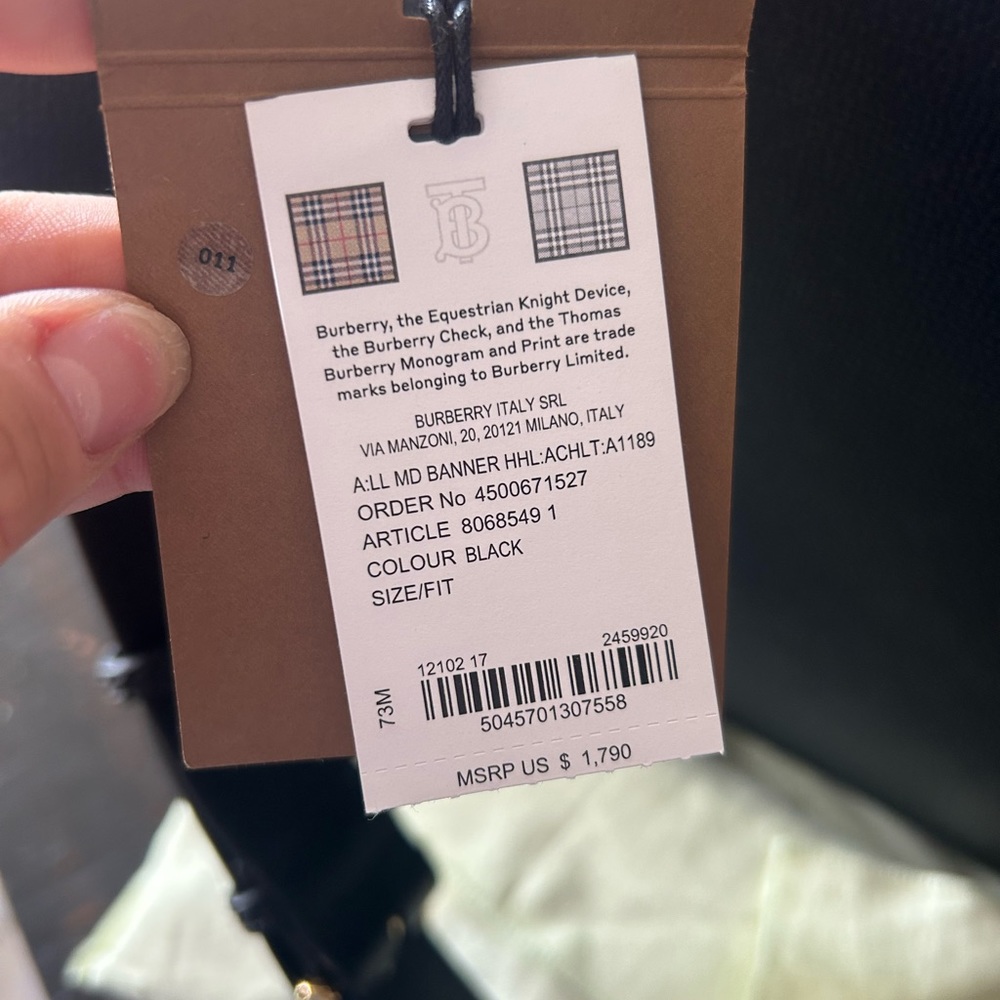 011
Burberry, the Equestrian Knight Device,
the Burberry Check, and the Thomas
Burberry Monogram and Print are trade
marks belonging to Burberry Limited.
BURBERRY ITALY SRL
VIA MANZONI, 20, 20121 MILANO, ITALY
A:LL MD BANNER HHL:ACHLT:A1189
ORDER No 4500671527
ARTICLE 8068549 1
COLOUR BLACK
SIZE/FIT
12102 17 2459920
73M
5045701307558
MSRP US $ 1,790